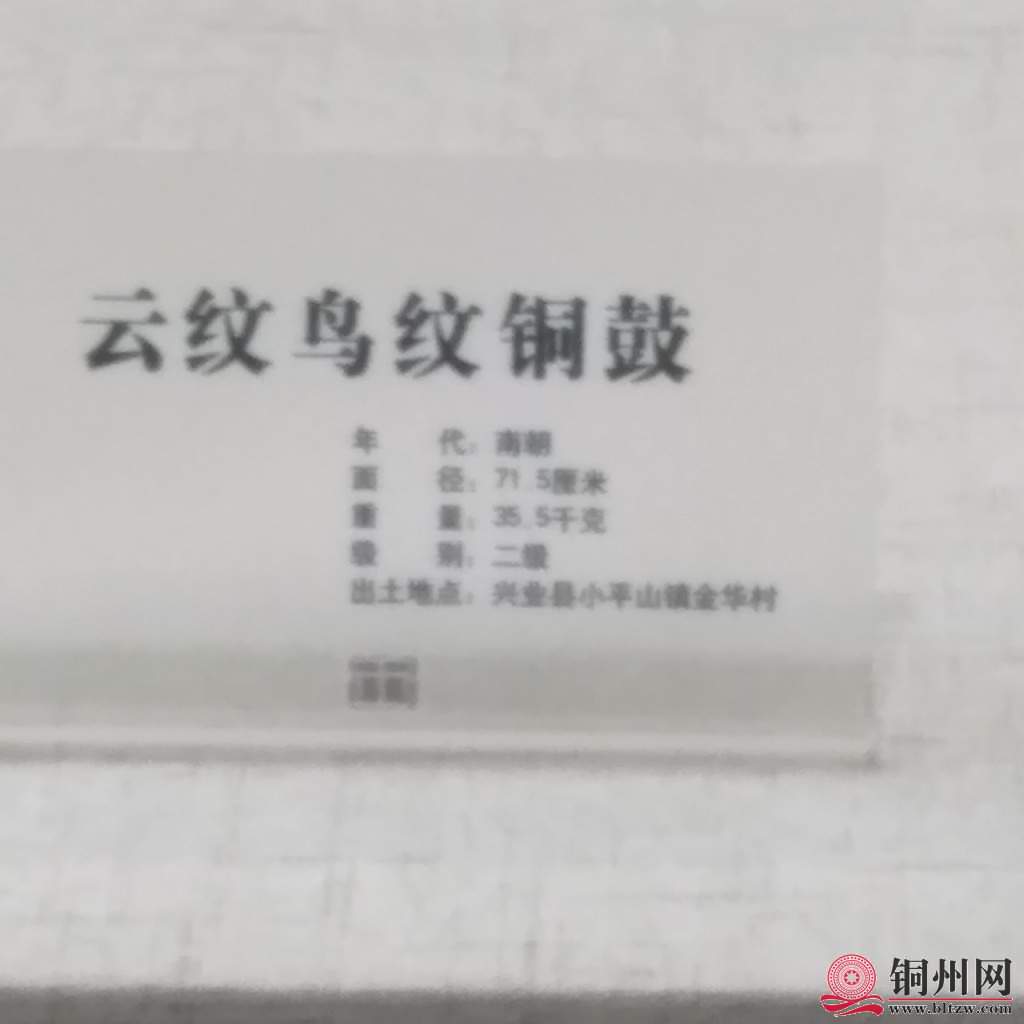 云纹鸟纹铜鼓
年 代：南朝
面 径：71.5厘米
重 量：35.5千克
级 别：二级
出土地点：兴业县小平山镇金华村
铜州网
www.bltzw.com